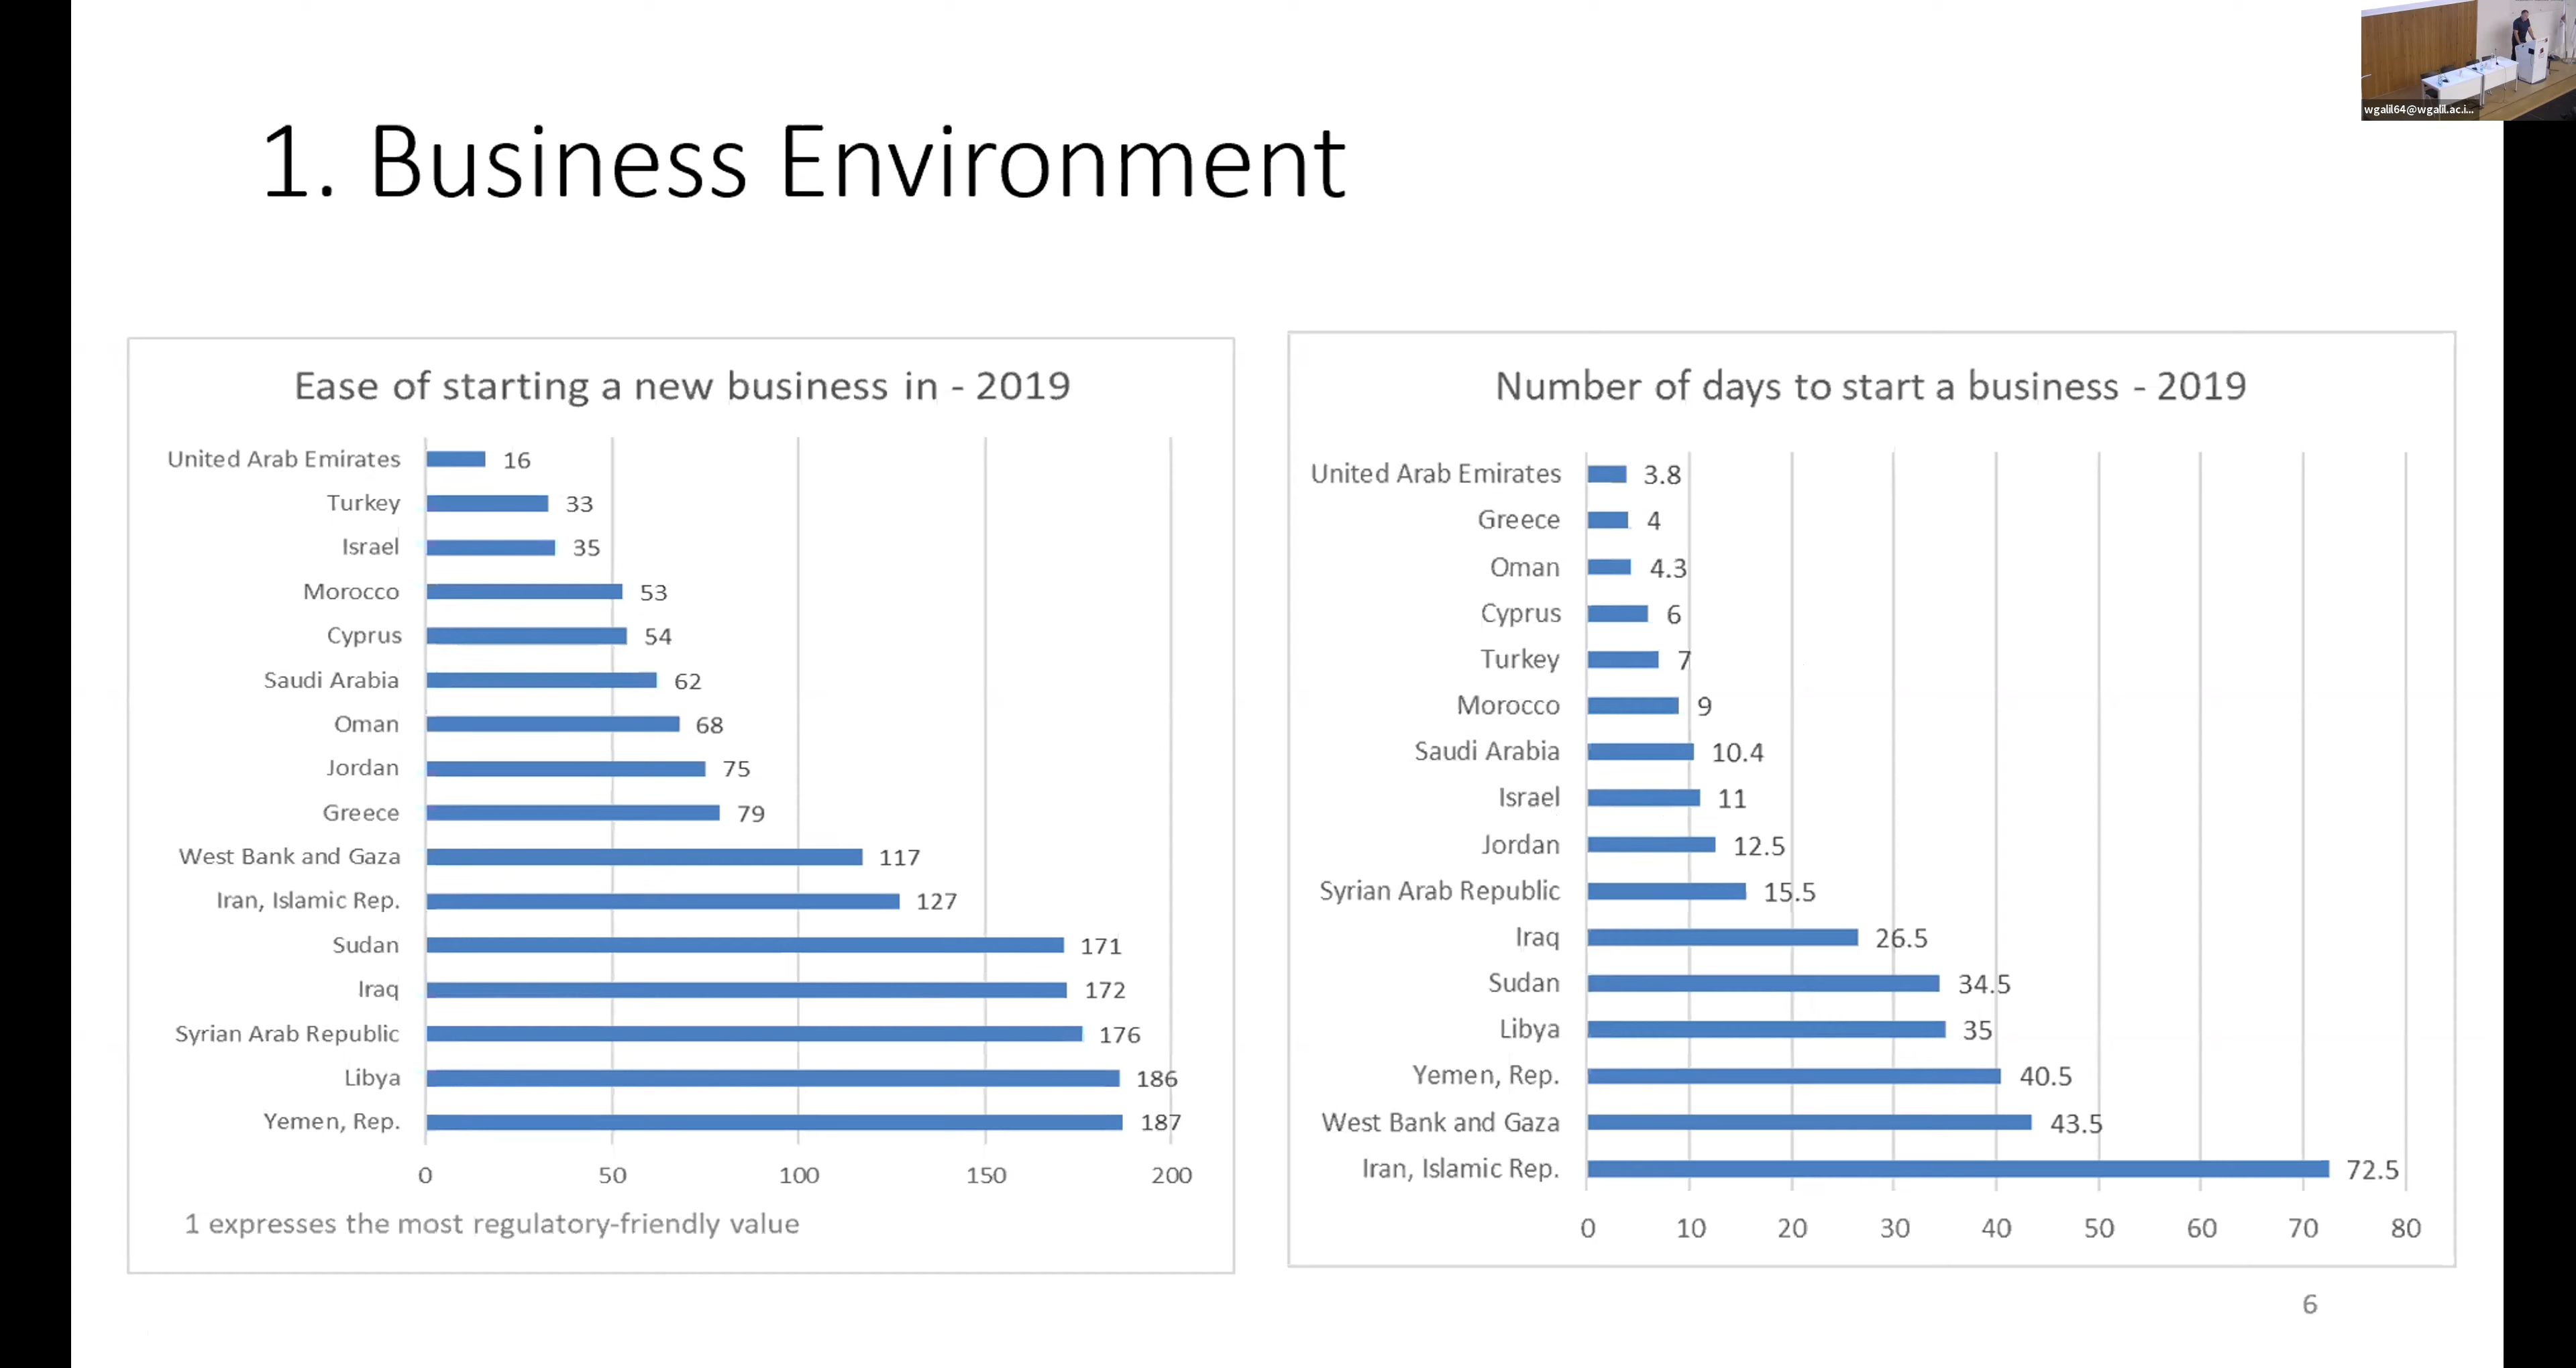 wgalil64@wgalil.ac.i...
1. Business Environment
Ease of starting a new business in - 2019
United Arab Emirates 16
Turkey 33
Israel 35
Morocco 53
Cyprus 54
Saudi Arabia 62
Oman 68
Jordan 75
Greece 79
West Bank and Gaza 117
Iran, Islamic Rep. 127
Sudan 171
Iraq 172
Syrian Arab Republic 176
Libya 186
Yemen, Rep. 187
0 50 100 150 200
1 expresses the most regulatory-friendly value
Number of days to start a business - 2019
United Arab Emirates 3.8
Greece 4
Oman 4.3
Cyprus 6
Turkey 7
Morocco 9
Saudi Arabia 10.4
Israel 11
Jordan 12.5
Syrian Arab Republic 15.5
Iraq 26.5
Sudan 34.5
Libya 35
Yemen, Rep. 40.5
West Bank and Gaza 43.5
Iran, Islamic Rep. 72.5
0 10 20 30 40 50 60 70 80
6